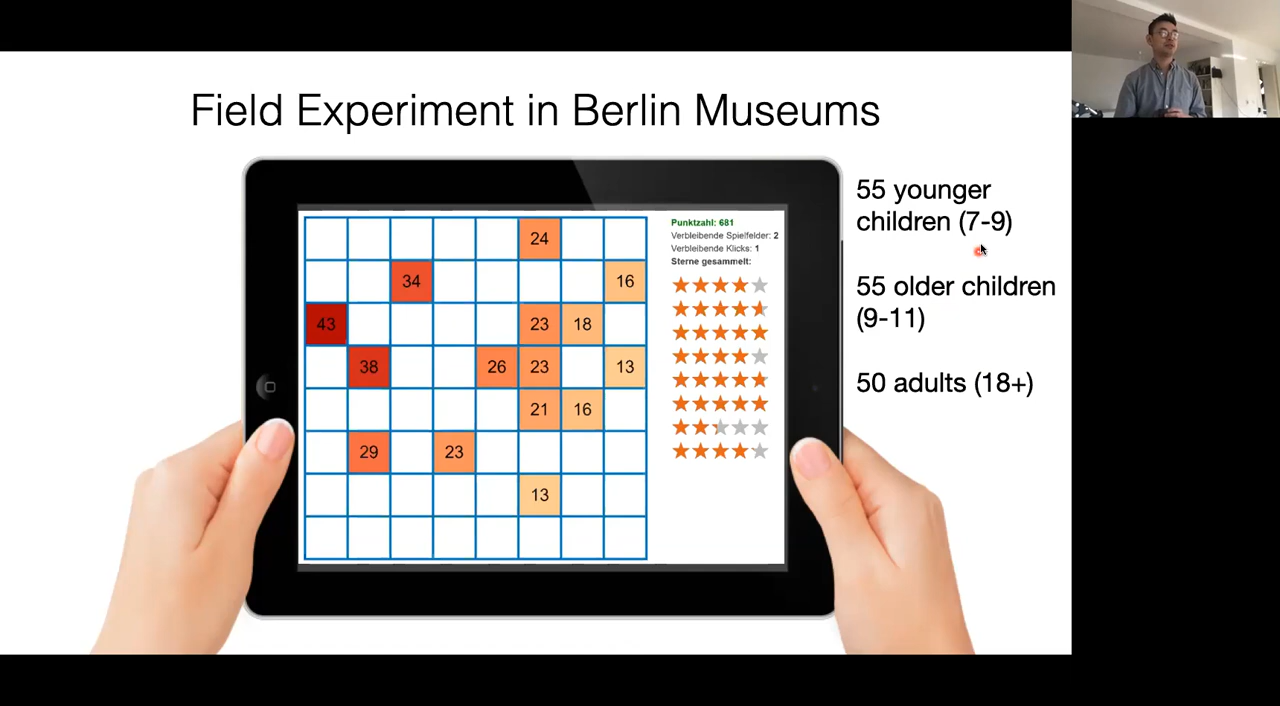 Field Experiment in Berlin Museums
24
34 16
43 23 18
38 26 23 13
21 16
29 23
13
Punktzahl: 681
Verbleibende Spielfelder: 2
Verbleibende Klicks: 1
Sterne gesammelt:
55 younger
children (7-9)
55 older children
(9-11)
50 adults (18+)